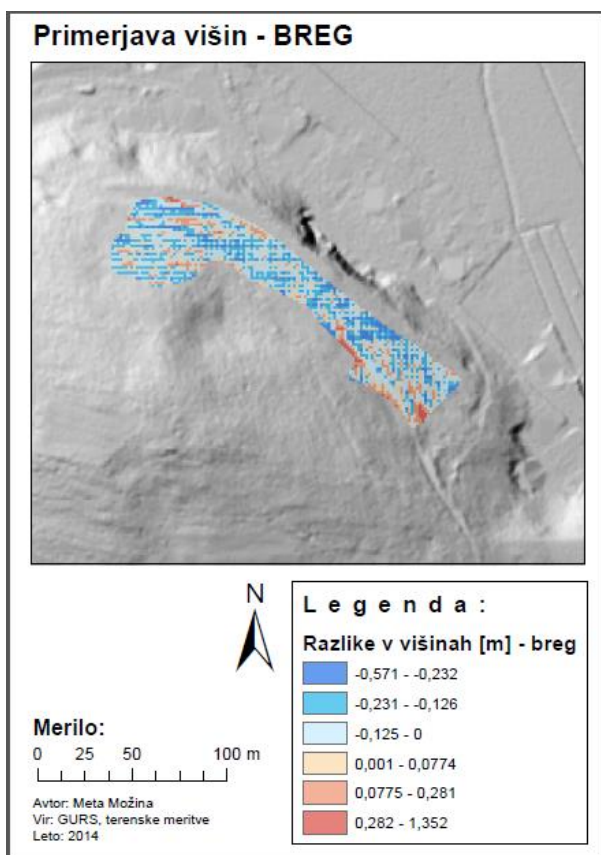 Primerjava višin - BREG
N
L e g e n d a :
Razlike v višinah [m] - breg
-0,571 - -0,232
-0,231 - -0,126
-0,125 - 0
0,001 - 0,0774
0,0775 - 0,281
0,282 - 1,352
Merilo:
0 25 50 100 m
Avtor: Meta Možina
Vir: GURS, terenske meritve
Leto: 2014